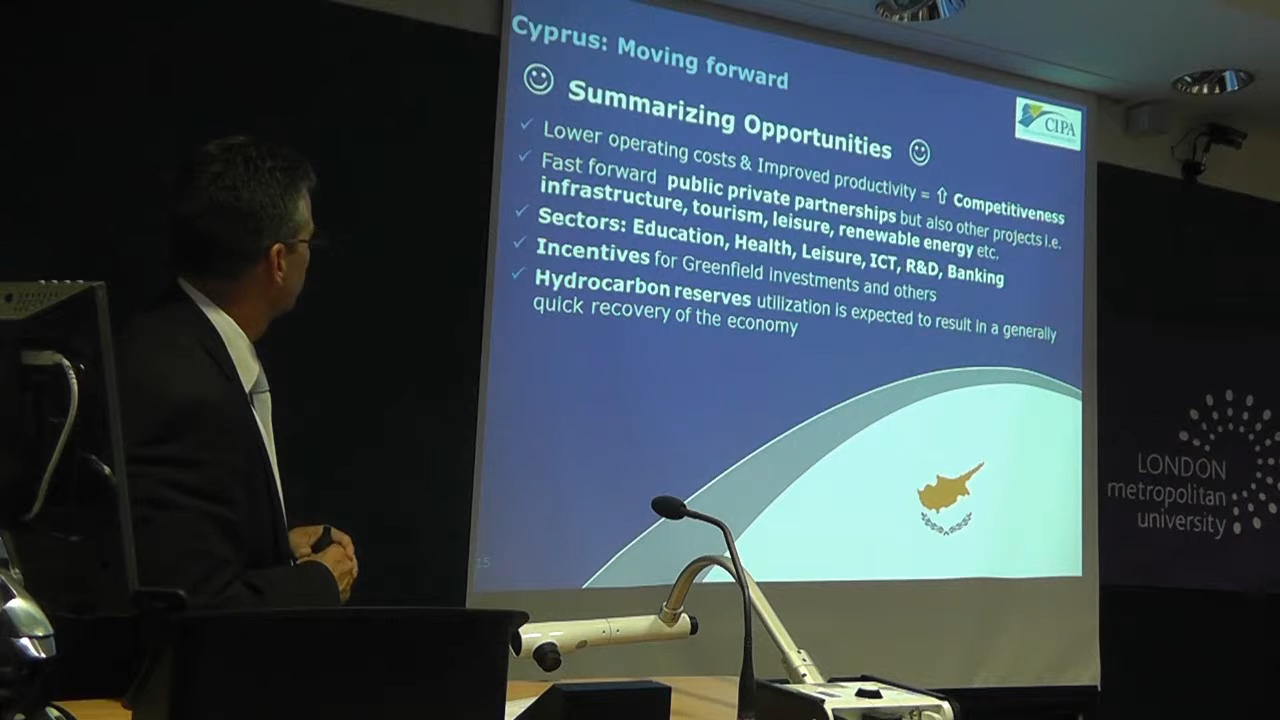 Cyprus: Moving forward
☺ Summarizing Opportunities ☺
CIPA
✓ Lower operating costs & Improved productivity = ⇧ Competitiveness
✓ Fast forward public private partnerships but also other projects i.e.
infrastructure, tourism, leisure, renewable energy etc.
✓ Sectors: Education, Health, Leisure, ICT, R&D, Banking
✓ Incentives for Greenfield investments and others
✓ Hydrocarbon reserves utilization is expected to result in a generally
quick recovery of the economy
15
LONDON
metropolitan
university